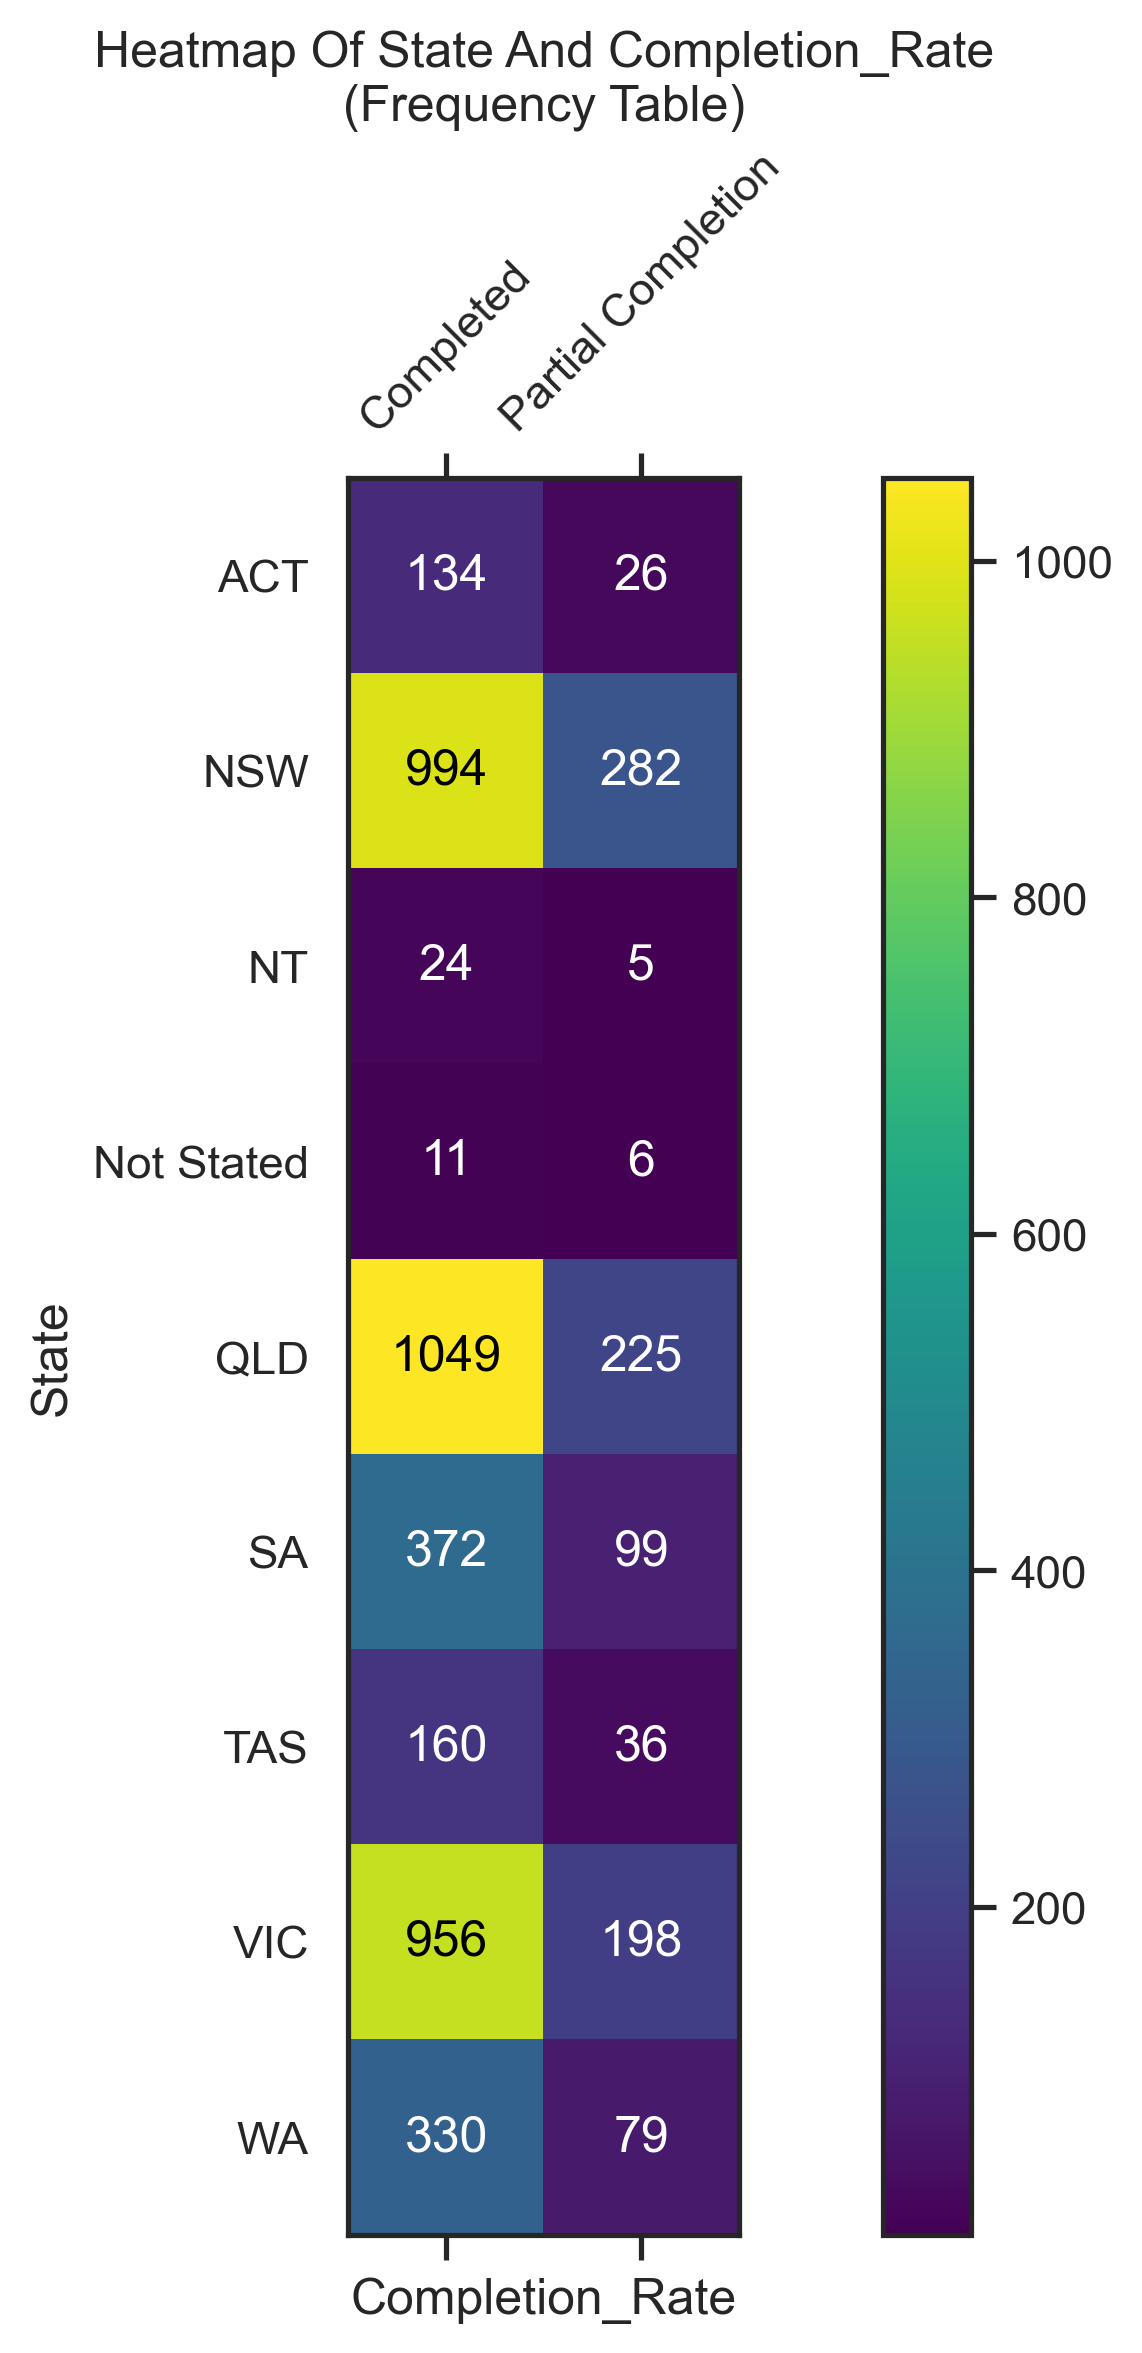 Heatmap Of State And Completion_Rate
(Frequency Table)
Completed
Partial Completion
ACT 134 26
NSW 994 282
NT 24 5
Not Stated 11 6
QLD 1049 225
SA 372 99
TAS 160 36
VIC 956 198
WA 330 79
State
Completion_Rate
1000
800
600
400
200